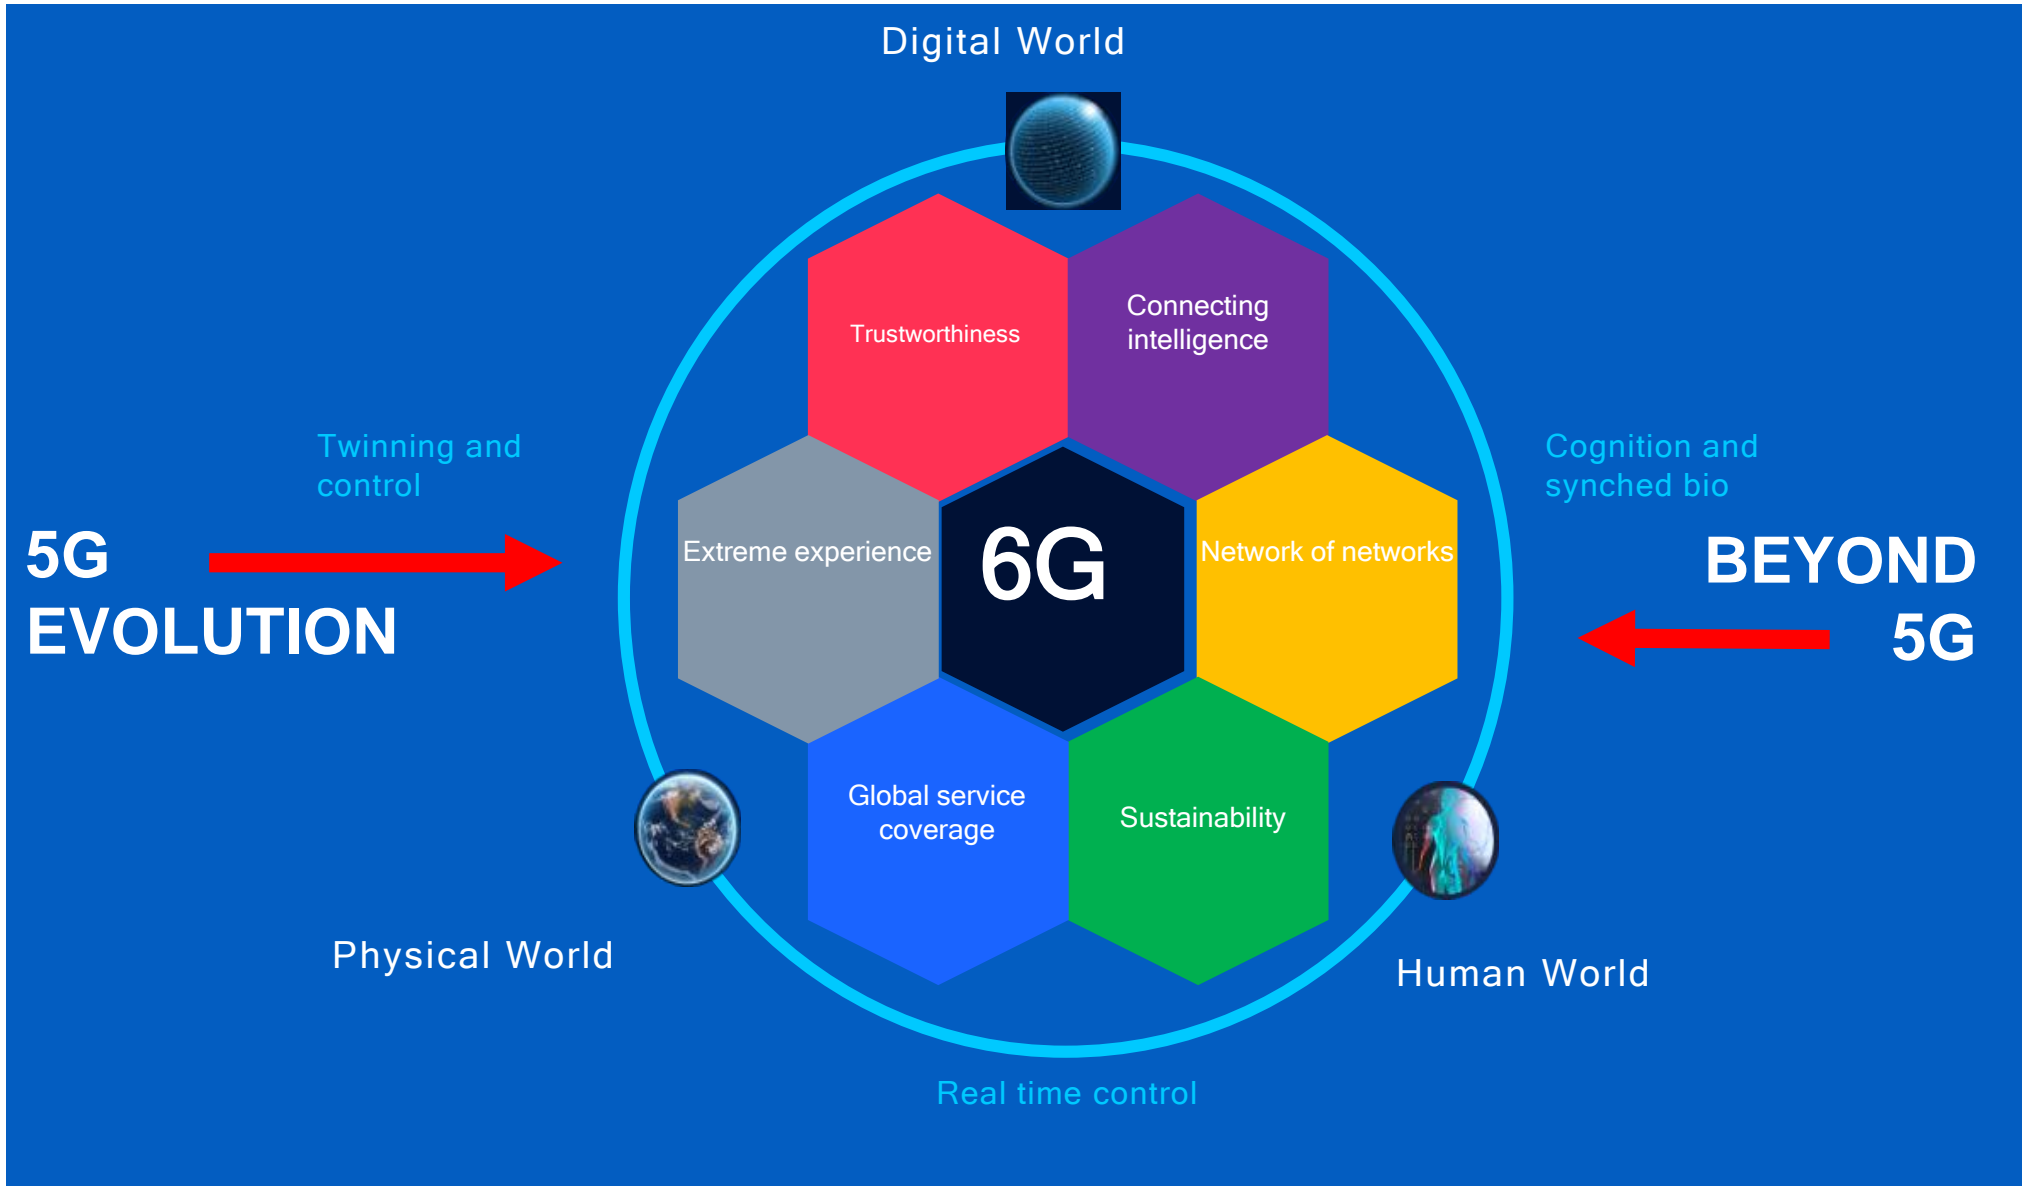 Digital World
Trustworthiness
Connecting
intelligence
Twinning and
control
Cognition and
synched bio
5G
EVOLUTION
Extreme experience
6G
Network of networks
BEYOND
5G
Global service
coverage
Sustainability
Physical World
Human World
Real time control